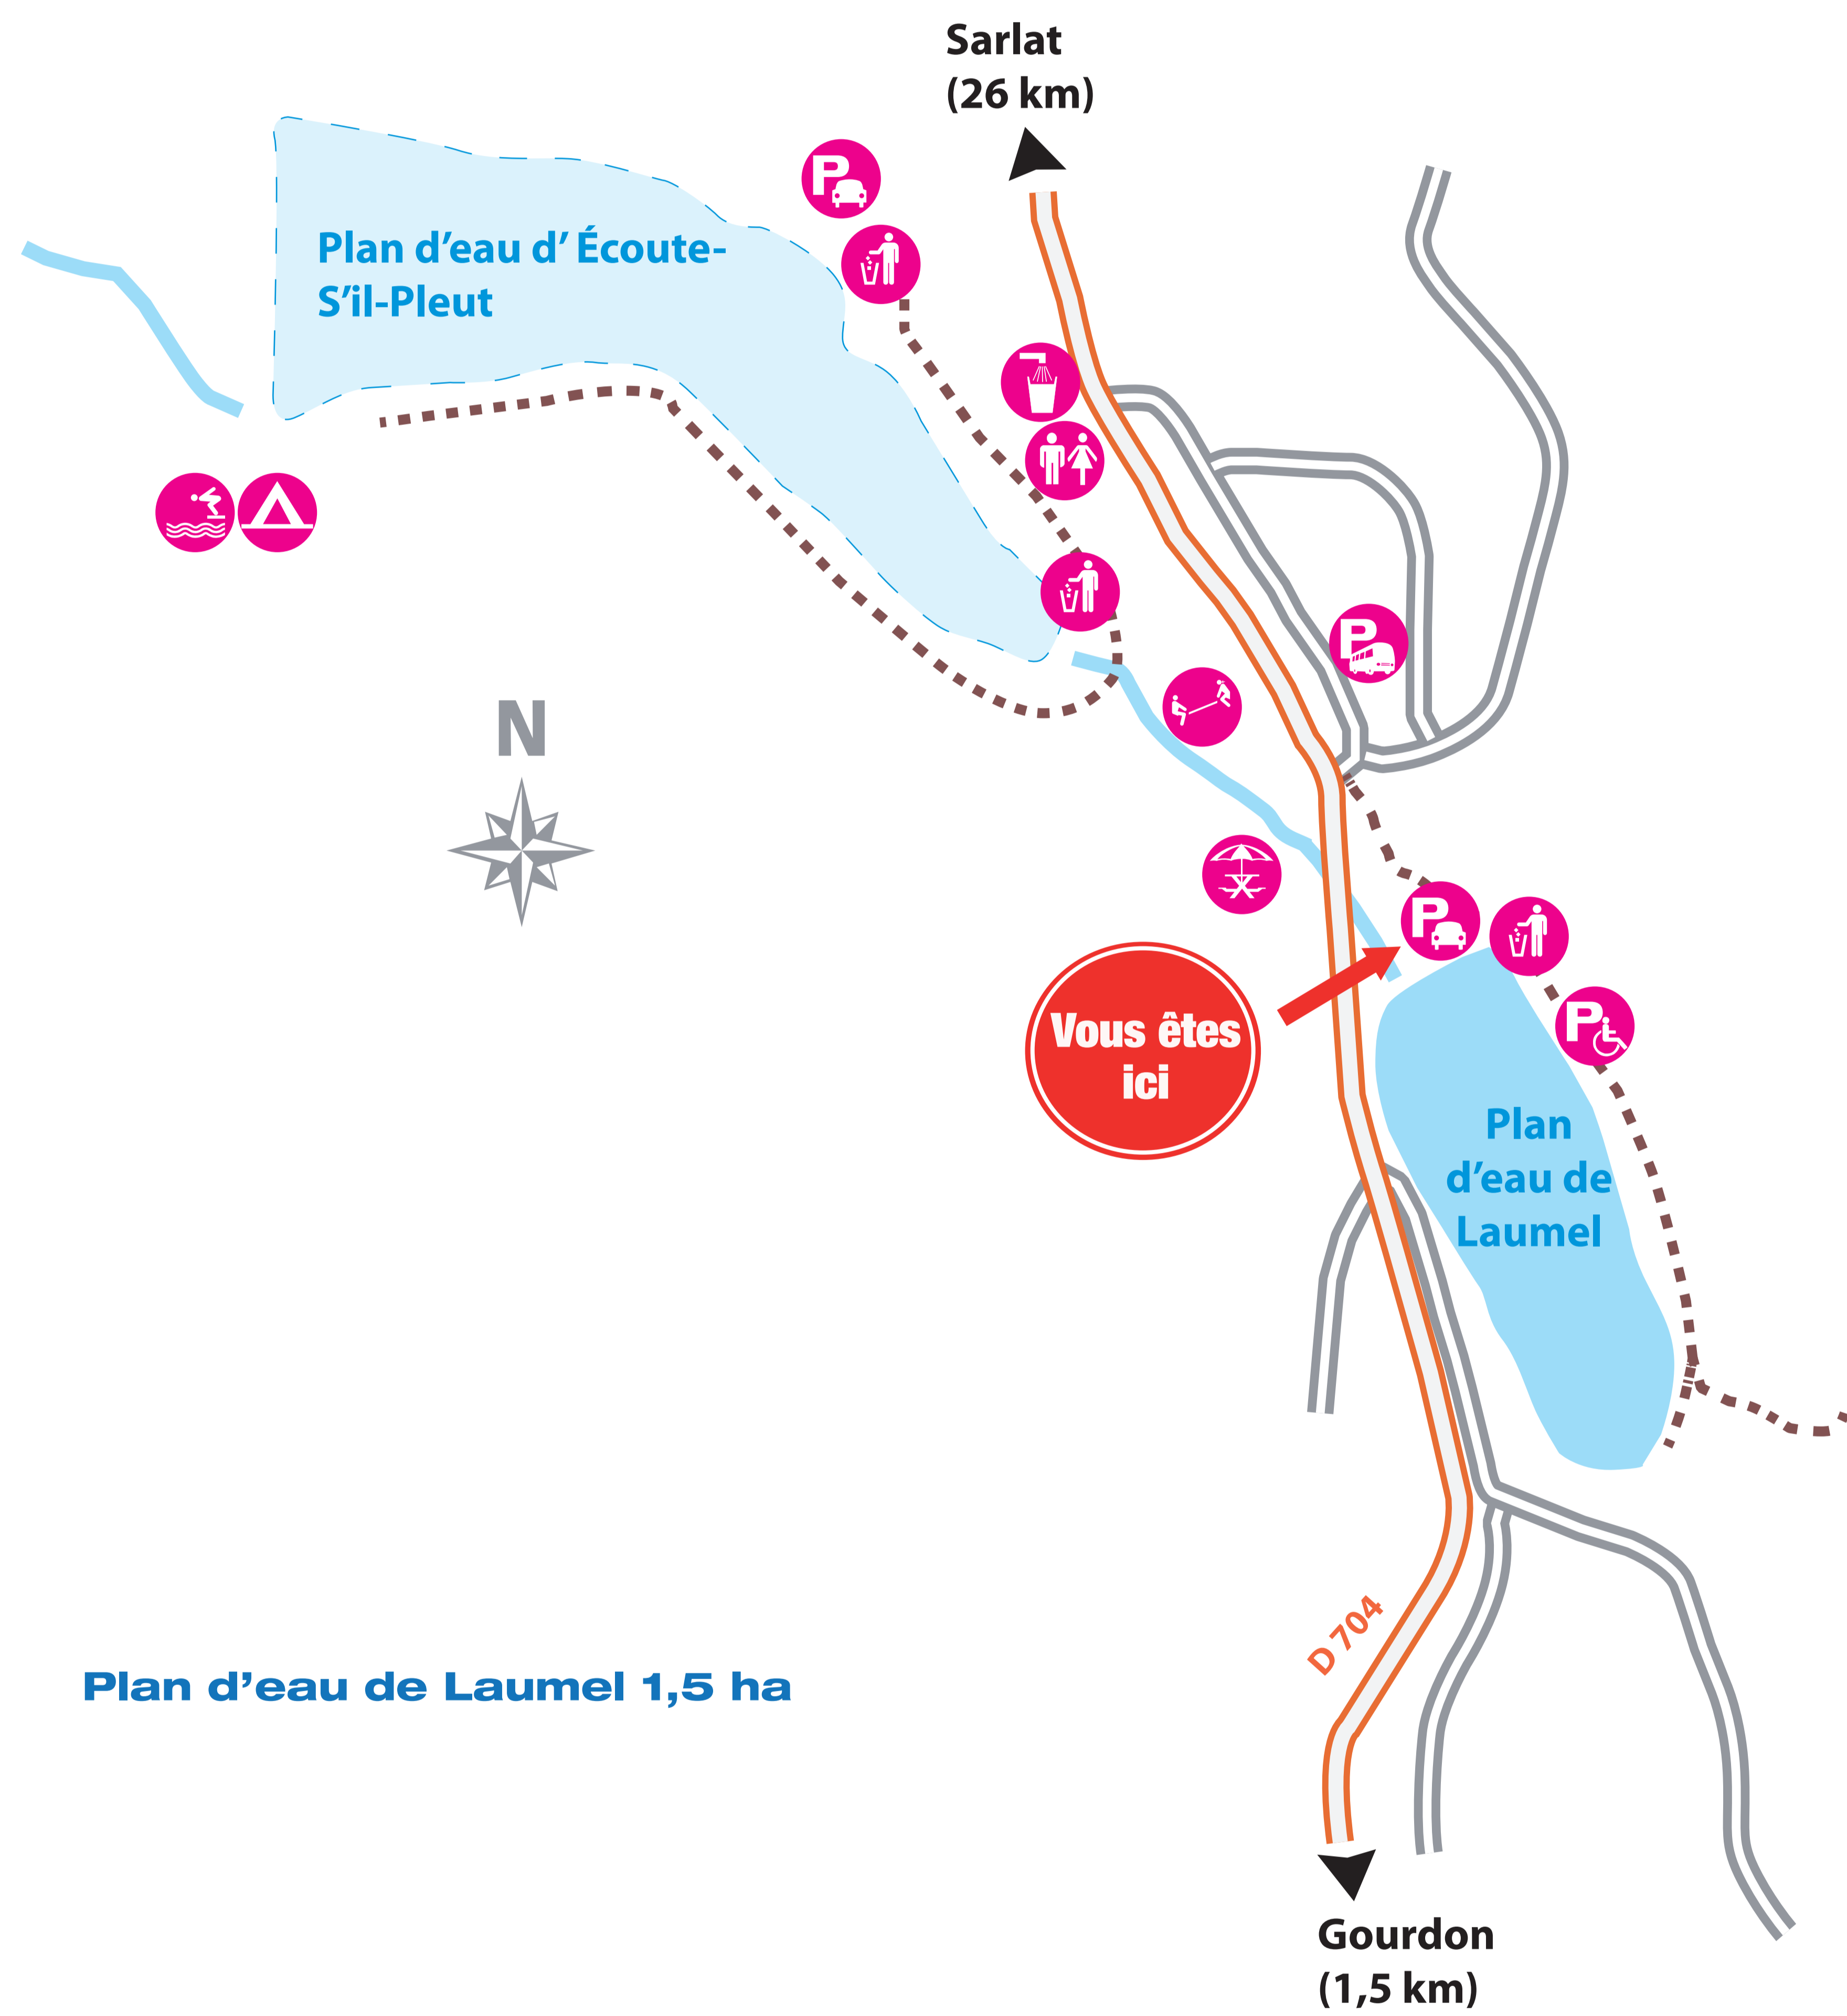 Sarlat
(26 km)
P
Plan d'eau d'Écoute-
S'il-Pleut
P
N
P
Vous êtes
ici
P
Plan
d'eau de
Laumel
D 704
Plan d'eau de Laumel 1,5 ha
Gourdon
(1,5 km)